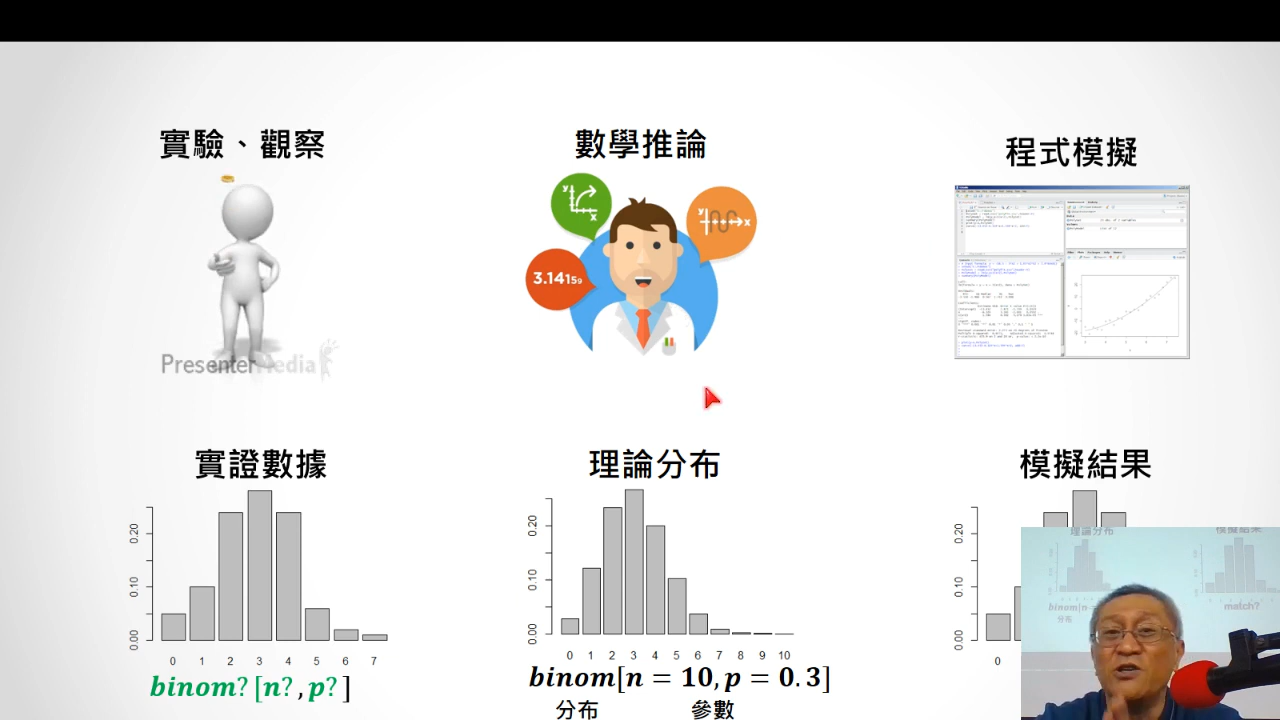 實驗、觀察
數學推論
程式模擬
y
x
y
x
3.14159
PresenterMedia
實證數據
理論分布
模擬結果
0.20
0.10
0.00
0 1 2 3 4 5 6 7
binom? [n?, p?]
0.20
0.10
0.00
0 1 2 3 4 5 6 7 8 9 10
binom[n = 10, p = 0.3]
分布
參數
0.20
0.10
0.00
0
理論分布
模擬結果
binom[n =
分布
match?